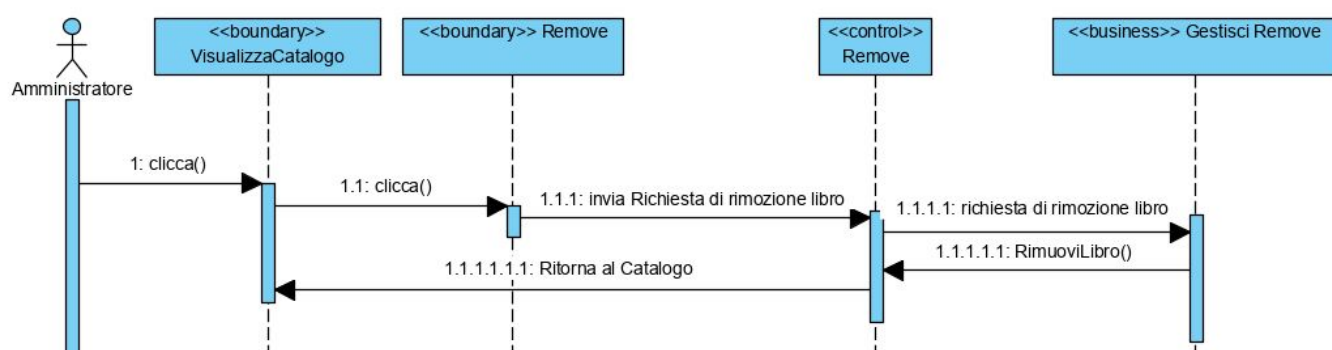 <<boundary>>
VisualizzaCatalogo
<<boundary>> Remove
<<control>>
Remove
<<business>> Gestisci Remove
Amministratore
1: clicca()
1.1: clicca()
1.1.1: invia Richiesta di rimozione libro
1.1.1.1: richiesta di rimozione libro
1.1.1.1.1: RimuoviLibro()
1.1.1.1.1.1: Ritorna al Catalogo